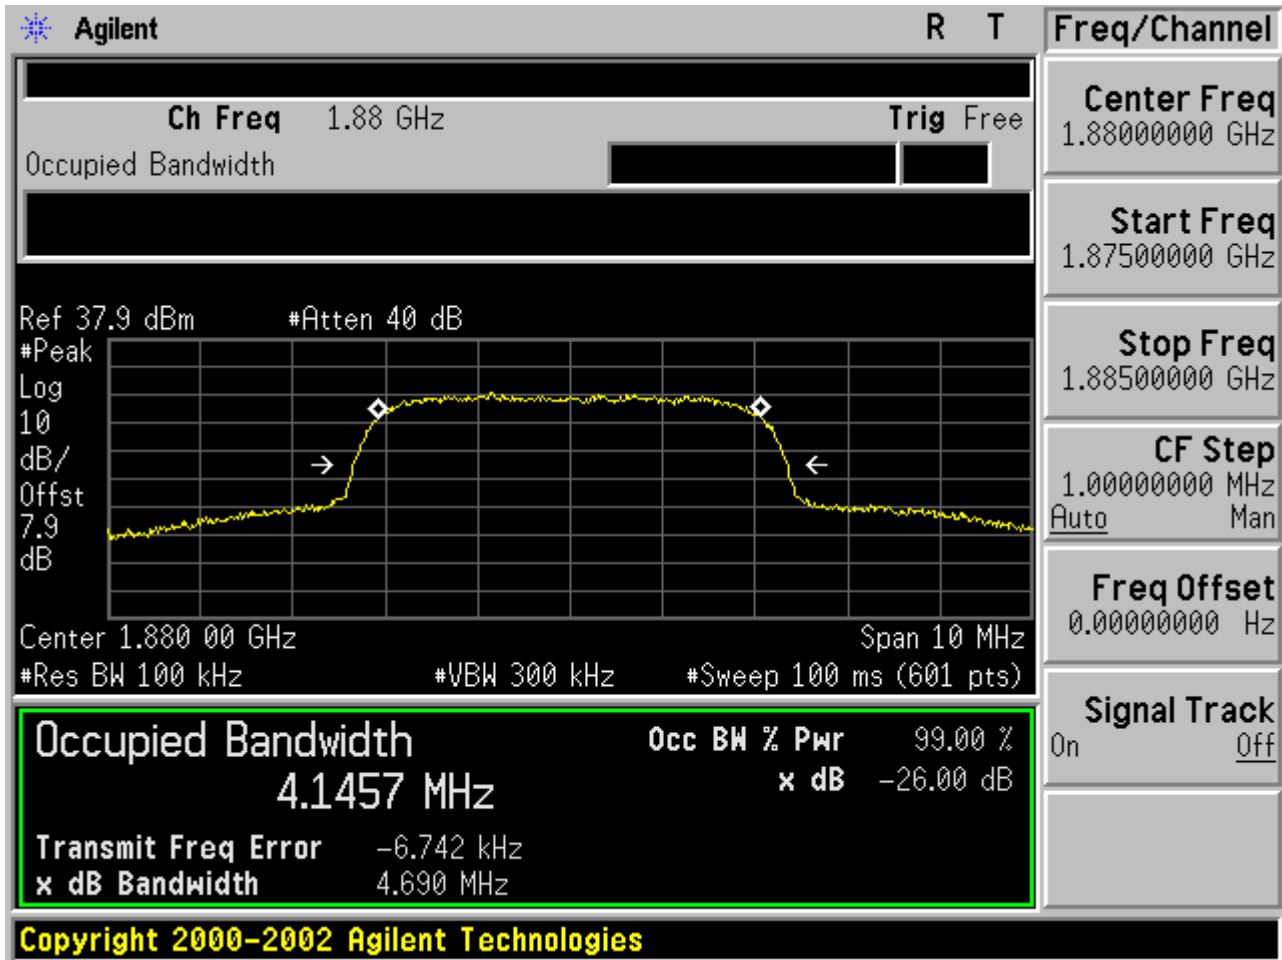 Agilent R T Freq/Channel
Ch Freq 1.88 GHz Trig Free
Occupied Bandwidth
Center Freq
1.88000000 GHz
Start Freq
1.87500000 GHz
Stop Freq
1.88500000 GHz
CF Step
1.00000000 MHz
Auto Man
Freq Offset
0.00000000 Hz
Signal Track
On Off
Ref 37.9 dBm #Atten 40 dB
#Peak
Log
10
dB/
Offst
7.9
dB
Center 1.880 00 GHz Span 10 MHz
#Res BW 100 kHz #VBW 300 kHz #Sweep 100 ms (601 pts)
Occupied Bandwidth Occ BW % Pwr 99.00 %
4.1457 MHz x dB -26.00 dB
Transmit Freq Error -6.742 kHz
x dB Bandwidth 4.690 MHz
Copyright 2000-2002 Agilent Technologies